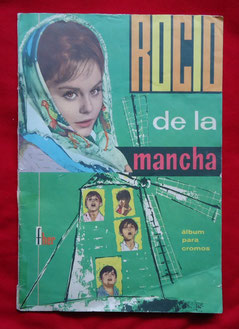 ROCIO
de la
mancha
álbum
para
cromos